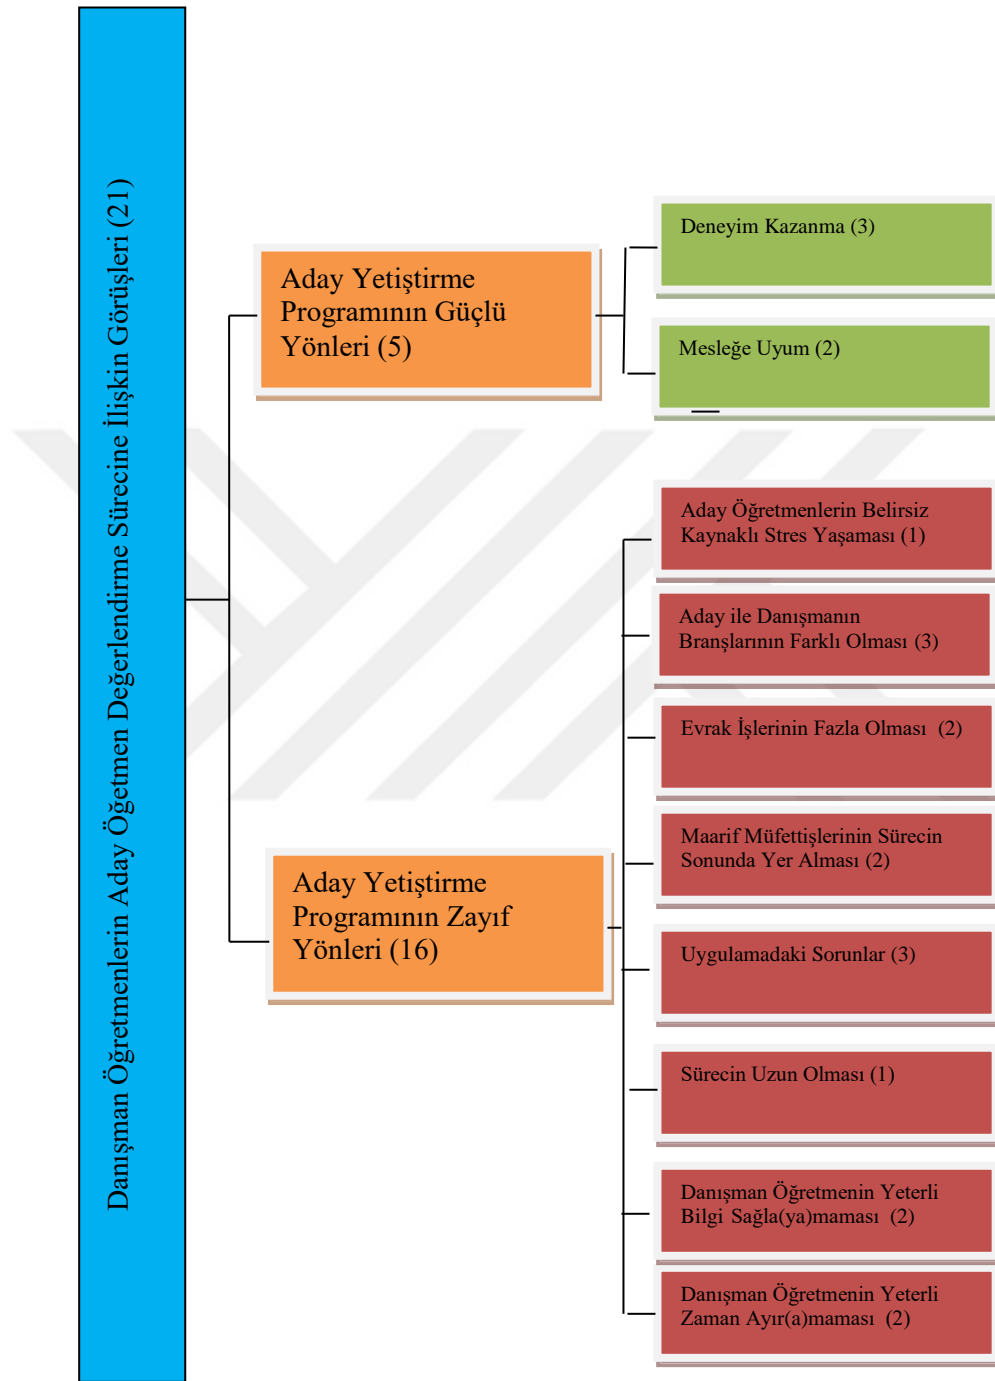 Danışman Öğretmenlerin Aday Öğetmen Değerlendirme Sürecine İlişkin Görüşleri (21)
Aday Yetiştirme
Programının Güçlü
Yönleri (5)
Deneyim Kazanma (3)
Mesleğe Uyum (2)
Aday Yetiştirme
Programının Zayıf
Yönleri (16)
Aday Öğretmenlerin Belirsiz
Kaynaklı Stres Yaşaması (1)
Aday ile Danışmanın
Branşlarının Farklı Olması (3)
Evrak İşlerinin Fazla Olması (2)
Maarif Müfettişlerinin Sürecin
Sonunda Yer Alması (2)
Uygulamadaki Sorunlar (3)
Sürecin Uzun Olması (1)
Danışman Öğretmenin Yeterli
Bilgi Sağla(ya)maması (2)
Danışman Öğretmenin Yeterli
Zaman Ayır(a)maması (2)